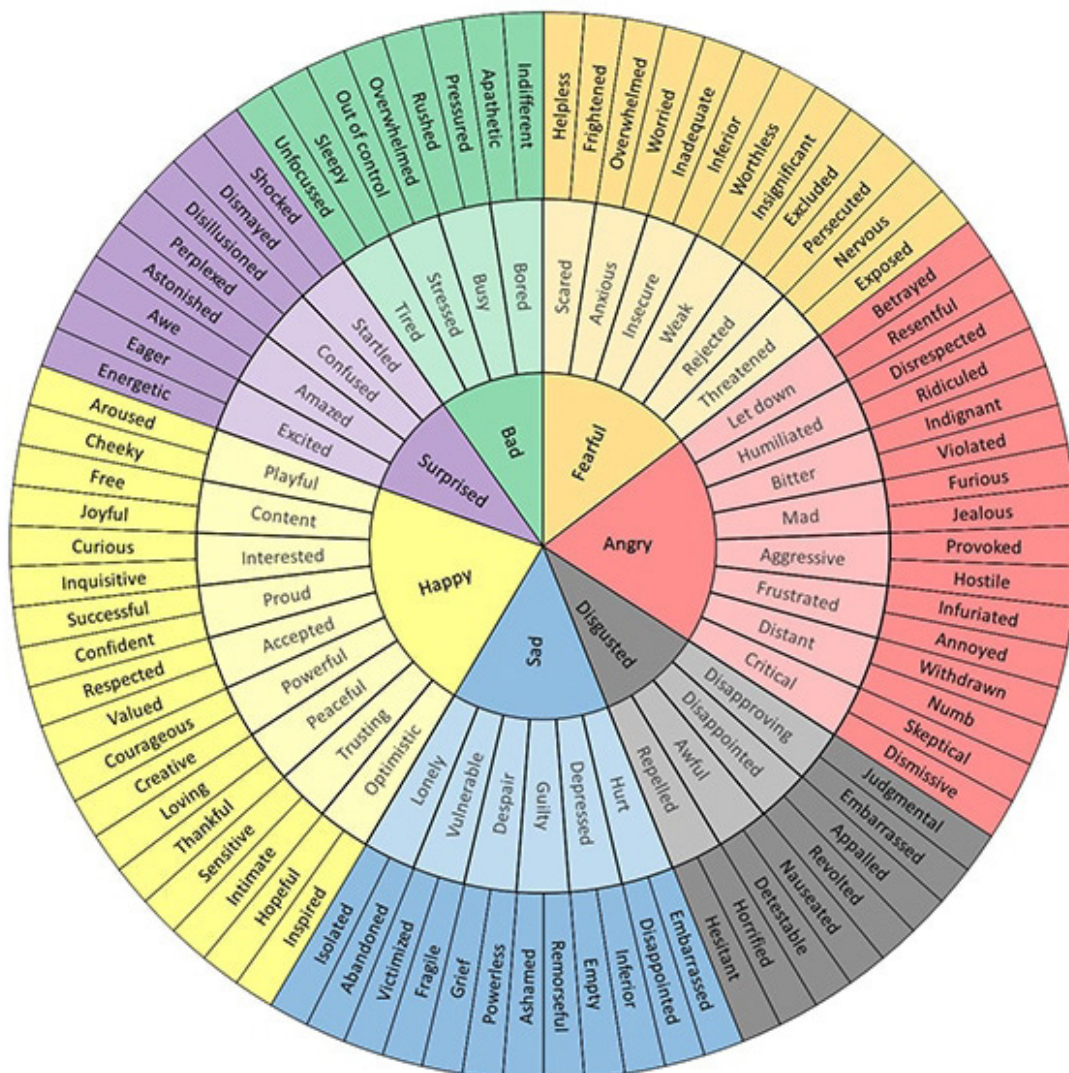 Fearful
Angry
Disgusted
Sad
Happy
Surprised
Bad
Scared
Anxious
Insecure
Weak
Rejected
Threatened
Let down
Humiliated
Bitter
Mad
Aggressive
Frustrated
Distant
Critical
Disapproving
Disappointed
Awful
Repelled
Hurt
Depressed
Guilty
Despair
Vulnerable
Lonely
Optimistic
Trusting
Peaceful
Powerful
Accepted
Proud
Interested
Content
Playful
Excited
Amazed
Confused
Startled
Tired
Stressed
Busy
Bored
Helpless
Frightened
Overwhelmed
Worried
Inadequate
Inferior
Worthless
Insignificant
Excluded
Persecuted
Nervous
Exposed
Betrayed
Resentful
Disrespected
Ridiculed
Indignant
Violated
Furious
Jealous
Provoked
Hostile
Infuriated
Annoyed
Withdrawn
Numb
Skeptical
Dismissive
Judgmental
Embarrassed
Appalled
Revolted
Nauseated
Detestable
Horrified
Hesitant
Embarrassed
Disappointed
Inferior
Empty
Remorseful
Ashamed
Powerless
Grief
Fragile
Victimized
Abandoned
Isolated
Inspired
Hopeful
Intimate
Sensitive
Thankful
Loving
Creative
Courageous
Valued
Respected
Confident
Successful
Inquisitive
Curious
Joyful
Free
Cheeky
Aroused
Energetic
Eager
Awe
Astonished
Perplexed
Disillusioned
Dismayed
Shocked
Unfocussed
Sleepy
Out of control
Overwhelmed
Rushed
Pressured
Apathetic
Indifferent